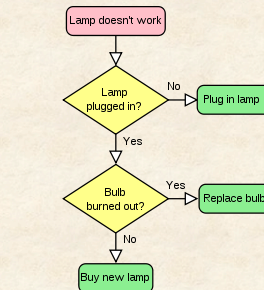 Lamp doesn't work
Lamp
plugged in?
No
Plug in lamp
Yes
Bulb
burned out?
Yes
Replace bulb
No
Buy new lamp